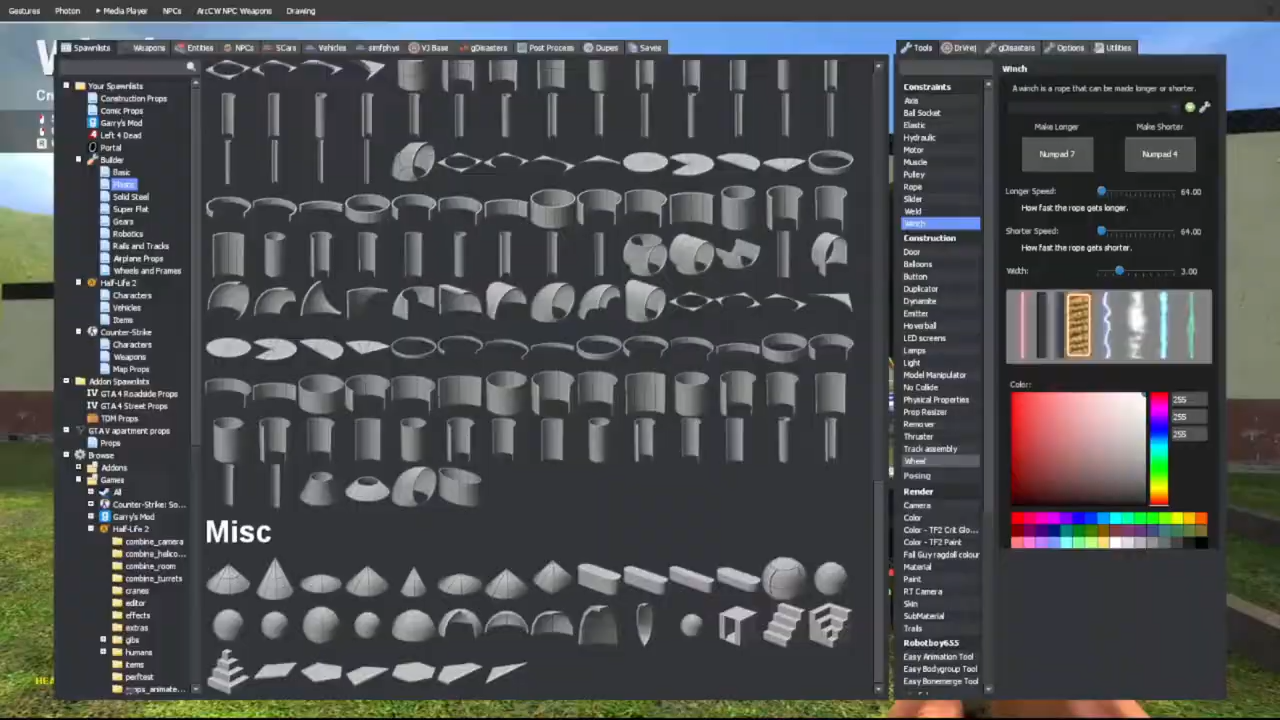 Gestures Photon Media Player NPCs ArcCW NPC Weapons Drawing
Spawnlists Weapons Entities NPCs SCars Vehicles simfphys VJ Base gDisasters Post Process Dupes Saves
Your Spawnlists
Construction Props
Comic Props
Garry's Mod
Left 4 Dead
Portal
Builder
Basic
Solid Steel
Super Flat
Gears
Robotics
Rails and Tracks
Airplane Props
Wheels and Frames
Half-Life 2
Characters
Vehicles
Items
Counter-Strike
Characters
Weapons
Map Props
Addon Spawnlists
GTA 4 Roadside Props
GTA 4 Street Props
TDM Props
GTA V apartment props
Props
Browse
Addons
Games
All
Counter-Strike: So...
Garry's Mod
Half-Life 2
combine_camera
combine_helico...
combine_room
combine_turrets
cranes
editor
effects
extras
gibs
humans
items
perftest
props_animate...
Misc
Tools gDisasters Options Utilities
Constraints
Axis
Ball Socket
Elastic
Hydraulic
Motor
Muscle
Pulley
Rope
Slider
Weld
Winch
Construction
Door
Balloons
Button
Duplicator
Dynamite
Emitter
Hoverball
LED screens
Lamps
Light
Model Manipulator
No Collide
Physical Properties
Prop Resizer
Remover
Thruster
Track assembly
Wheel
Posing
Render
Camera
Color
Color - TF2 Crit Glo...
Color - TF2 Paint
Fall Guy ragdoll colour
Material
Paint
RT Camera
Skin
SubMaterial
Trails
Robotboy655
Easy Animation Tool
Easy Bodygroup Tool
Easy Bonemerge Tool
Winch
A winch is a rope that can be made longer or shorter.
Make Longer Make Shorter
Numpad 7 Numpad 4
Longer Speed: 64.00
How fast the rope gets longer.
Shorter Speed: 64.00
How fast the rope gets shorter.
Width: 3.00
Color:
255
255
255